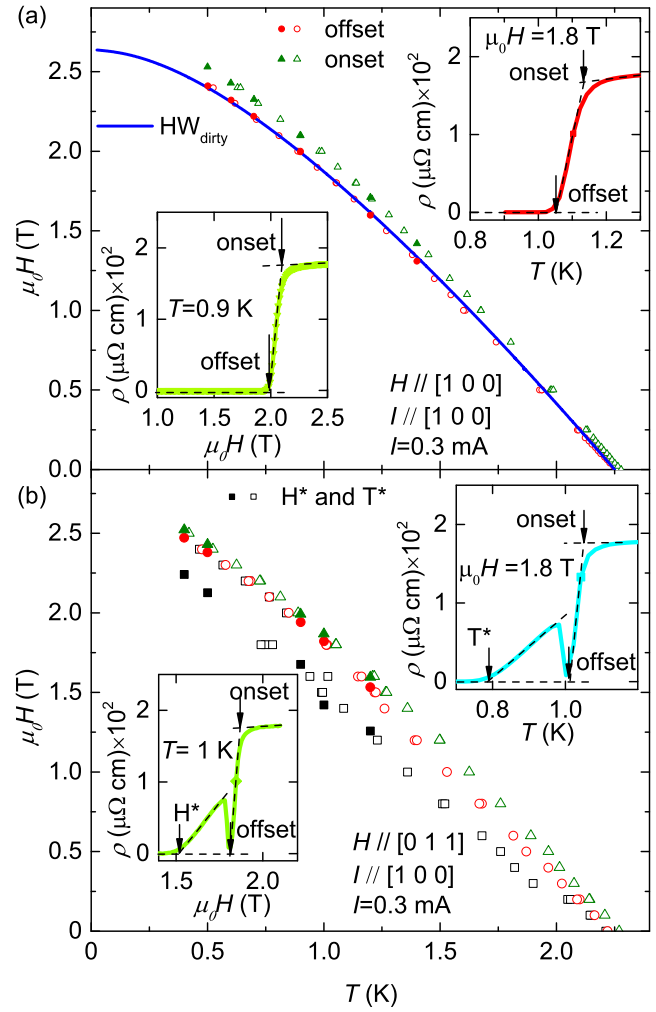 (a)
offset
onset
HW_dirty
μ₀H (T)
3.0
2.5
2.0
1.5
1.0
0.5
0.0
μ₀H =1.8 T
onset
offset
ρ (μΩ cm)×10²
2
1
0
0.8 1.0 1.2
T (K)
onset
T=0.9 K
offset
ρ (μΩ cm)×10²
2
1
0
1.0 1.5 2.0 2.5
μ₀H (T)
H // [1 0 0]
I // [1 0 0]
I=0.3 mA
(b)
H* and T*
μ₀H (T)
2.5
2.0
1.5
1.0
0.5
0.0
onset
μ₀H =1.8 T
T*
offset
ρ (μΩ cm)×10²
2
1
0
0.8 1.0
T (K)
onset
T= 1 K
H*
offset
ρ (μΩ cm)×10²
2
1
0
1.5 2.0
μ₀H (T)
H // [0 1 1]
I // [1 0 0]
I=0.3 mA
0 0.5 1.0 1.5 2.0
T (K)